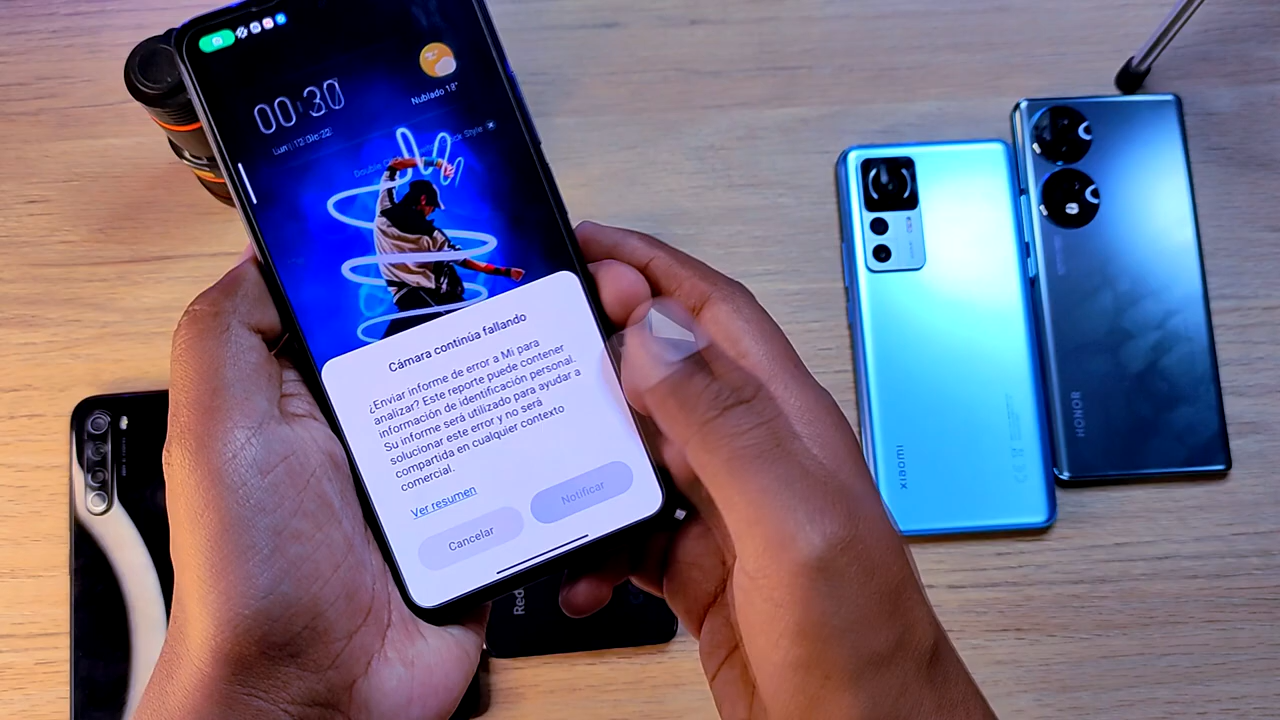 00:30
Lun. 12 Dic 22
Nublado 18°
Cámara continúa fallando
¿Enviar informe de error a Mi para
analizar? Este reporte puede contener
información de identificación personal.
Su informe será utilizado para ayudar a
solucionar este error y no será
compartida en cualquier contexto
comercial.
Ver resumen
Cancelar
Notificar
xiaomi
HONOR